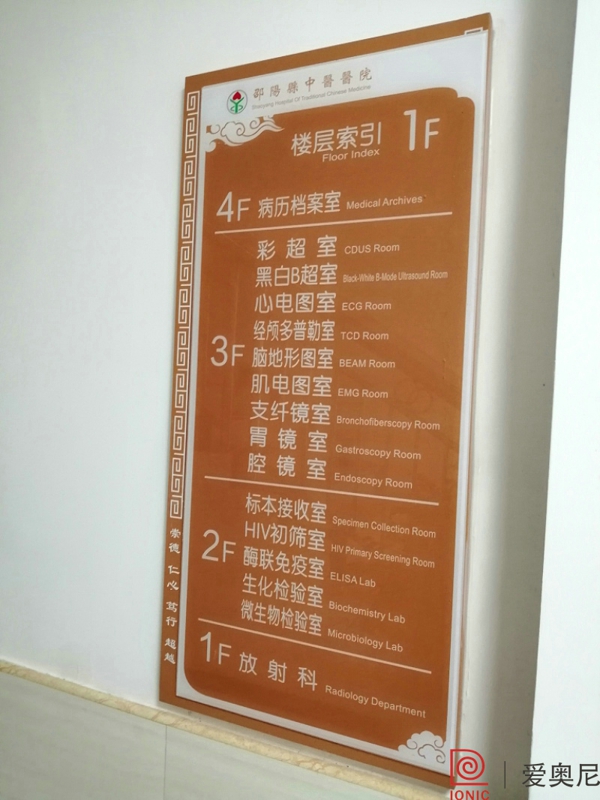 邵陽縣中醫醫院
Shaoyang Hospital Of Traditional Chinese Medicine
楼层索引 1F
Floor Index
4F 病历档案室 Medical Archives
彩超室 CDUS Room
黑白B超室 Black-White B-Mode Ultrasound Room
心电图室 ECG Room
经颅多普勒室 TCD Room
3F 脑地形图室 BEAM Room
肌电图室 EMG Room
支纤镜室 Bronchofiberscopy Room
胃镜室 Gastroscopy Room
腔镜室 Endoscopy Room
标本接收室 Specimen Collection Room
HIV初筛室 HIV Primary Screening Room
2F 酶联免疫室 ELISA Lab
生化检验室 Biochemistry Lab
微生物检验室 Microbiology Lab
1F 放射科 Radiology Department
崇德 仁心 笃行 超越
IONIC | 爱奥尼